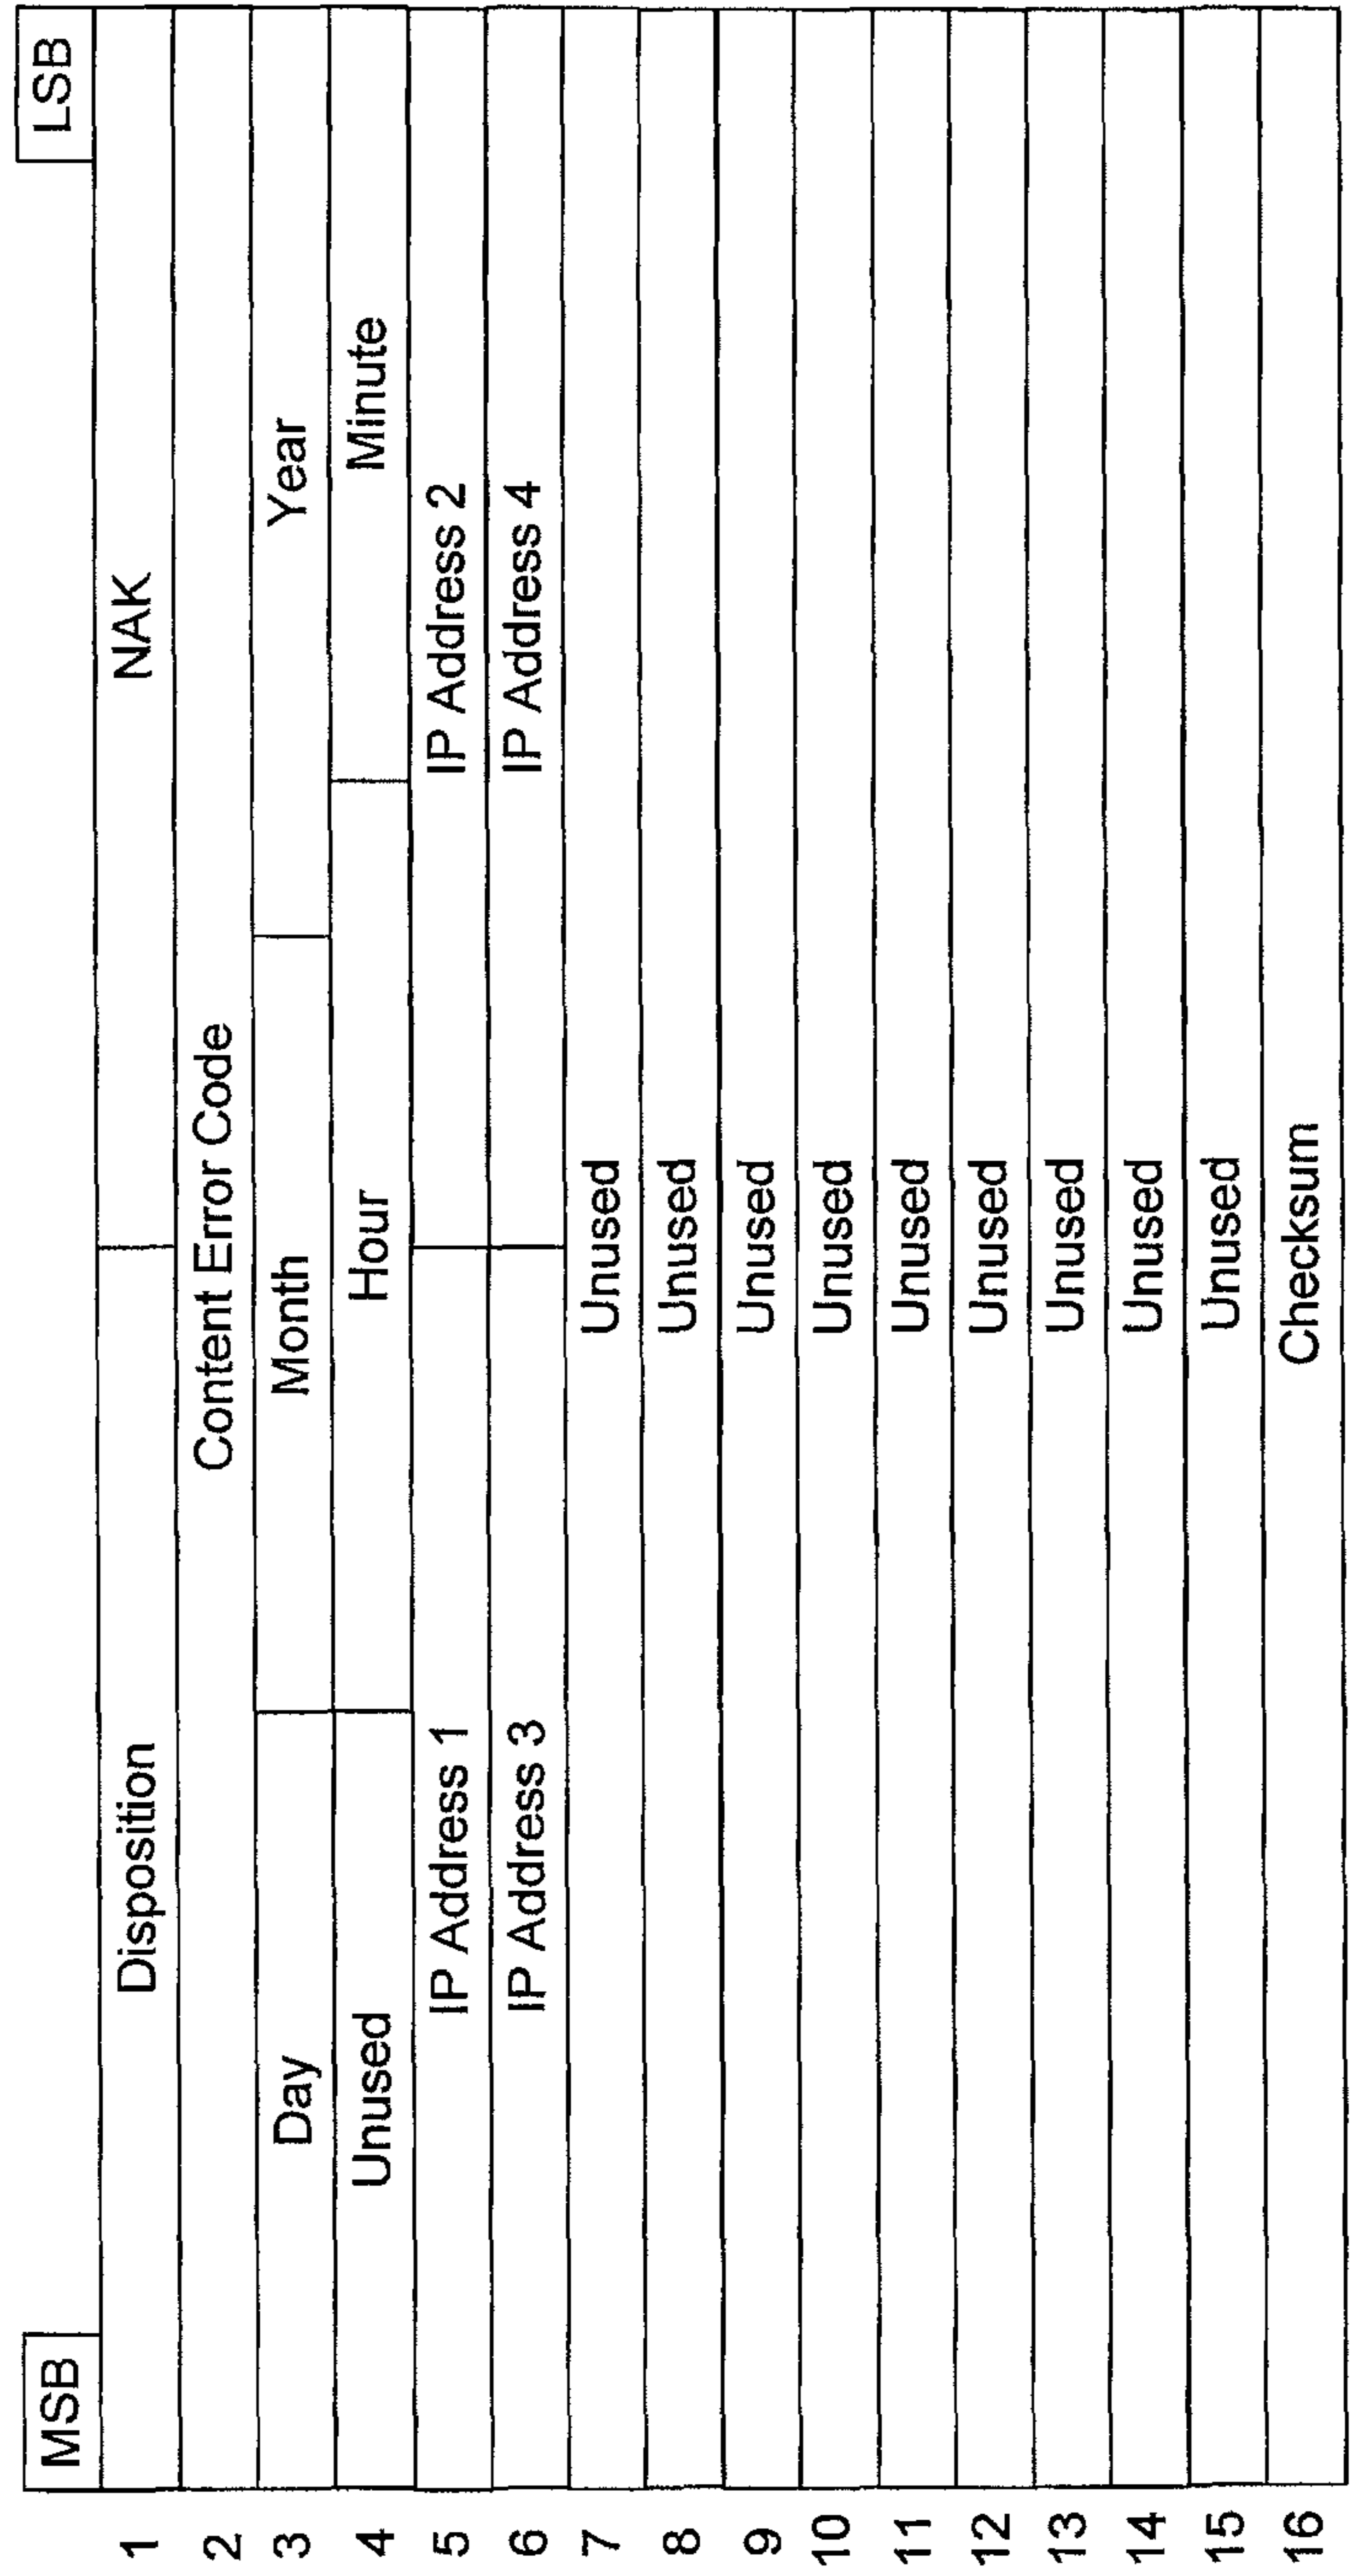 MSB LSB
1 Disposition NAK
2 Content Error Code
3 Day Month Year
4 Unused Hour Minute
5 IP Address 1 IP Address 2
6 IP Address 3 IP Address 4
7 Unused
8 Unused
9 Unused
10 Unused
11 Unused
12 Unused
13 Unused
14 Unused
15 Unused
16 Checksum